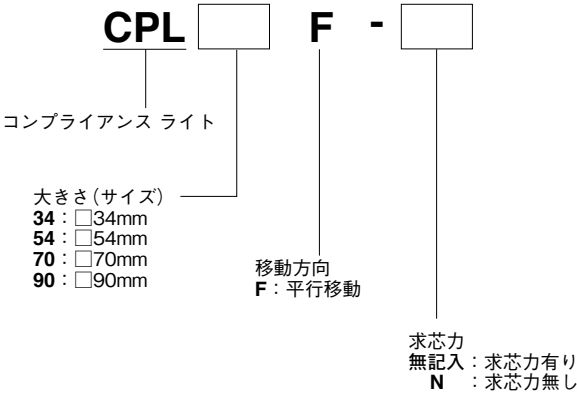 CPL □ F - □
コンプライアンス ライト
大きさ(サイズ)
34：□34mm
54：□54mm
70：□70mm
90：□90mm
移動方向
F：平行移動
求芯力
無記入：求芯力有り
N ：求芯力無し